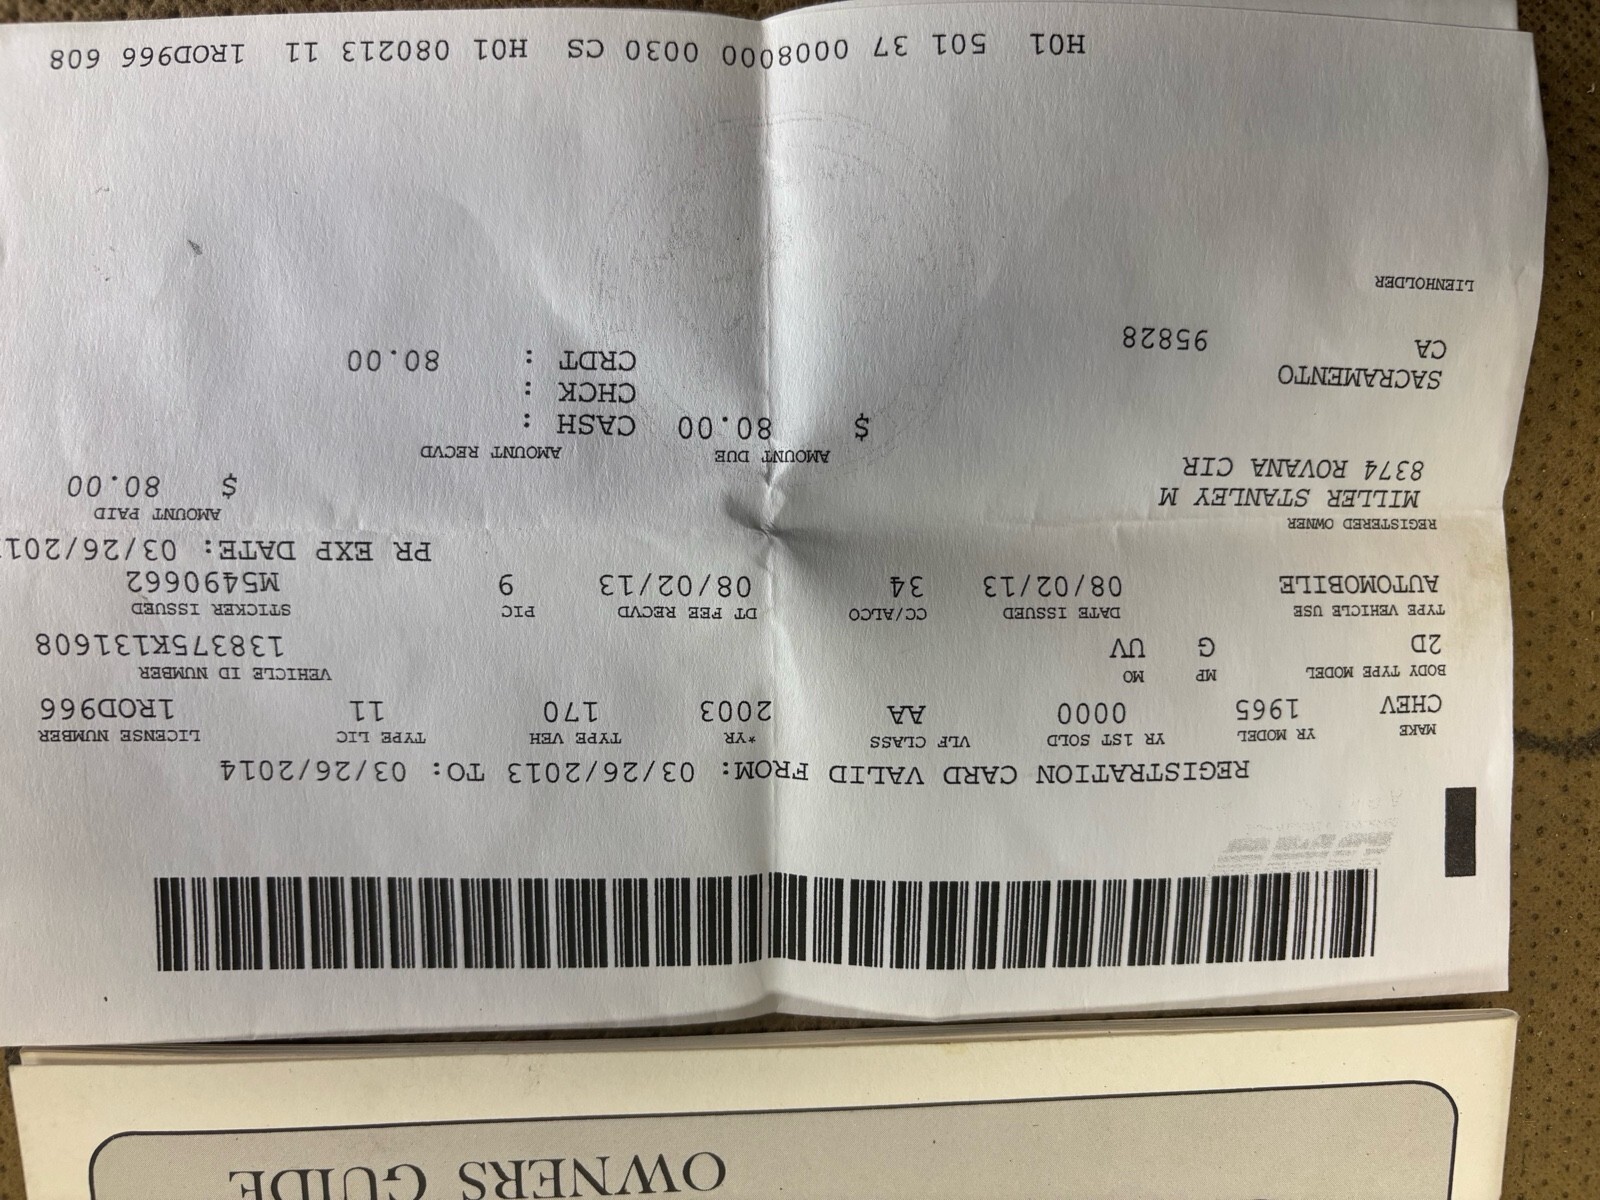 REGISTRATION CARD VALID FROM: 03/26/2013 TO: 03/26/2014
MAKE YR MODEL YR 1ST SOLD VLF CLASS *YR TYPE VEH TYPE LIC LICENSE NUMBER
CHEV 1965 0000 AA 2003 170 11 1ROD966
BODY TYPE MODEL MP MO VEHICLE ID NUMBER
2D G UV 138375K131608
TYPE VEHICLE USE DATE ISSUED CC/ALCO DT FEE RECVD PIC STICKER ISSUED
AUTOMOBILE 08/02/13 34 08/02/13 9 M5490662
PR EXP DATE: 03/26/201
REGISTERED OWNER AMOUNT PAID
MILLER STANLEY M $ 80.00
8374 ROVANA CIR
AMOUNT DUE AMOUNT RECVD
$ 80.00 CASH :
CHCK :
SACRAMENTO CRDT : 80.00
CA 95828
LIENHOLDER
H01 501 37 0008000 0030 CS H01 080213 11 1ROD966 608
OWNERS GUIDE